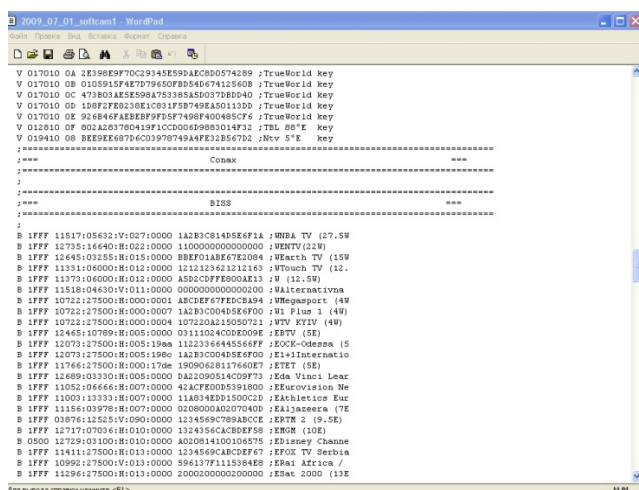 2009_07_01_softcam1 - WordPad
Файл Правка Вид Вставка Формат Справка
V 017010 0A 2E398E9F70C29345E59DAEC8D0574289 ;TrueWorld key
V 017010 0B 0105915F4E7D79650FBD54D67412560B ;TrueWorld key
V 017010 0C 473B03AE5E598A753385A5D037DBDD40 ;TrueWorld key
V 017010 0D 1D8F2FE8238E1C831F5B749EA50113DD ;TrueWorld key
V 017010 0E 926B46FAEBEBF9FD5F7498F400485CF6 ;TrueWorld key
V 012810 0F 802A283780419F1CCD006D9883014F32 ;TBL 88°E key
V 019410 08 BEE9EE687D6C03978749A4FE32B567D2 ;Ntv 5°E key
;=========================================================================================
;=== Conax ===
;=========================================================================================
;
;=========================================================================================
;=== BISS ===
;=========================================================================================
;
B 1FFF 11517:05632:V:027:0000 1A2B3C814D5E6F1A ;WNBA TV (27.5W
B 1FFF 12735:16640:H:022:0000 1100000000000000 ;WENTV(22W)
B 1FFF 12645:03255:H:015:0000 BBEF01ABE67E2084 ;WEarth TV (15W
B 1FFF 11331:06000:H:012:0000 1212123621212163 ;WTouch TV (12.
B 1FFF 11373:06000:H:012:0000 A5D2CDFFE800AE13 ;W (12.5W)
B 1FFF 11518:04630:V:011:0000 0000000000000200 ;WAlternativna
B 1FFF 10722:27500:H:000:0001 ABCDEF67FEDCBA94 ;WMegasport (4W
B 1FFF 10722:27500:H:000:0007 1A2B3C004D5E6F00 ;W1 Plus 1 (4W)
B 1FFF 10722:27500:H:000:0004 107220A215050721 ;WTV KYIV (4W)
B 1FFF 12465:10789:H:005:0000 03111024C0DE009E ;EBTV (5E)
B 1FFF 12073:27500:H:005:19aa 11223366445566FF ;EOCK-Odessa (5
B 1FFF 12073:27500:H:005:198c 1A2B3C004D5E6F00 ;E1+1Internatio
B 1FFF 11766:27500:H:000:17de 19090628117660E7 ;ETET (5E)
B 1FFF 12689:03330:H:005:0000 DA22090514C09F73 ;Eda Vinci Lear
B 1FFF 11052:06666:H:007:0000 42ACFE00D5391800 ;EEurovision Ne
B 1FFF 11003:13333:H:007:0000 11A834EDD1500C2D ;EAthletics Eur
B 1FFF 11156:03978:H:007:0000 0208000A0207040D ;EAljazeera (7E
B 1FFF 03876:12525:V:090:0000 1234569C789ABCCE ;ERTM 2 (9.5E)
B 1FFF 12717:07036:H:010:0000 1324356CACBDEF58 ;EMGM (10E)
B 0500 12729:03100:H:010:0000 A020814100106575 ;EDisney Channe
B 1FFF 11411:27500:H:013:0000 1234569CABCDEF67 ;EFOX TV Serbia
B 1FFF 10992:27500:V:013:0000 596137F1115384E8 ;ERai Africa /
B 1FFF 11296:27500:H:013:0000 2000200000200000 ;ESat 2000 (13E
Для вывода справки нажмите <F1>
NUM